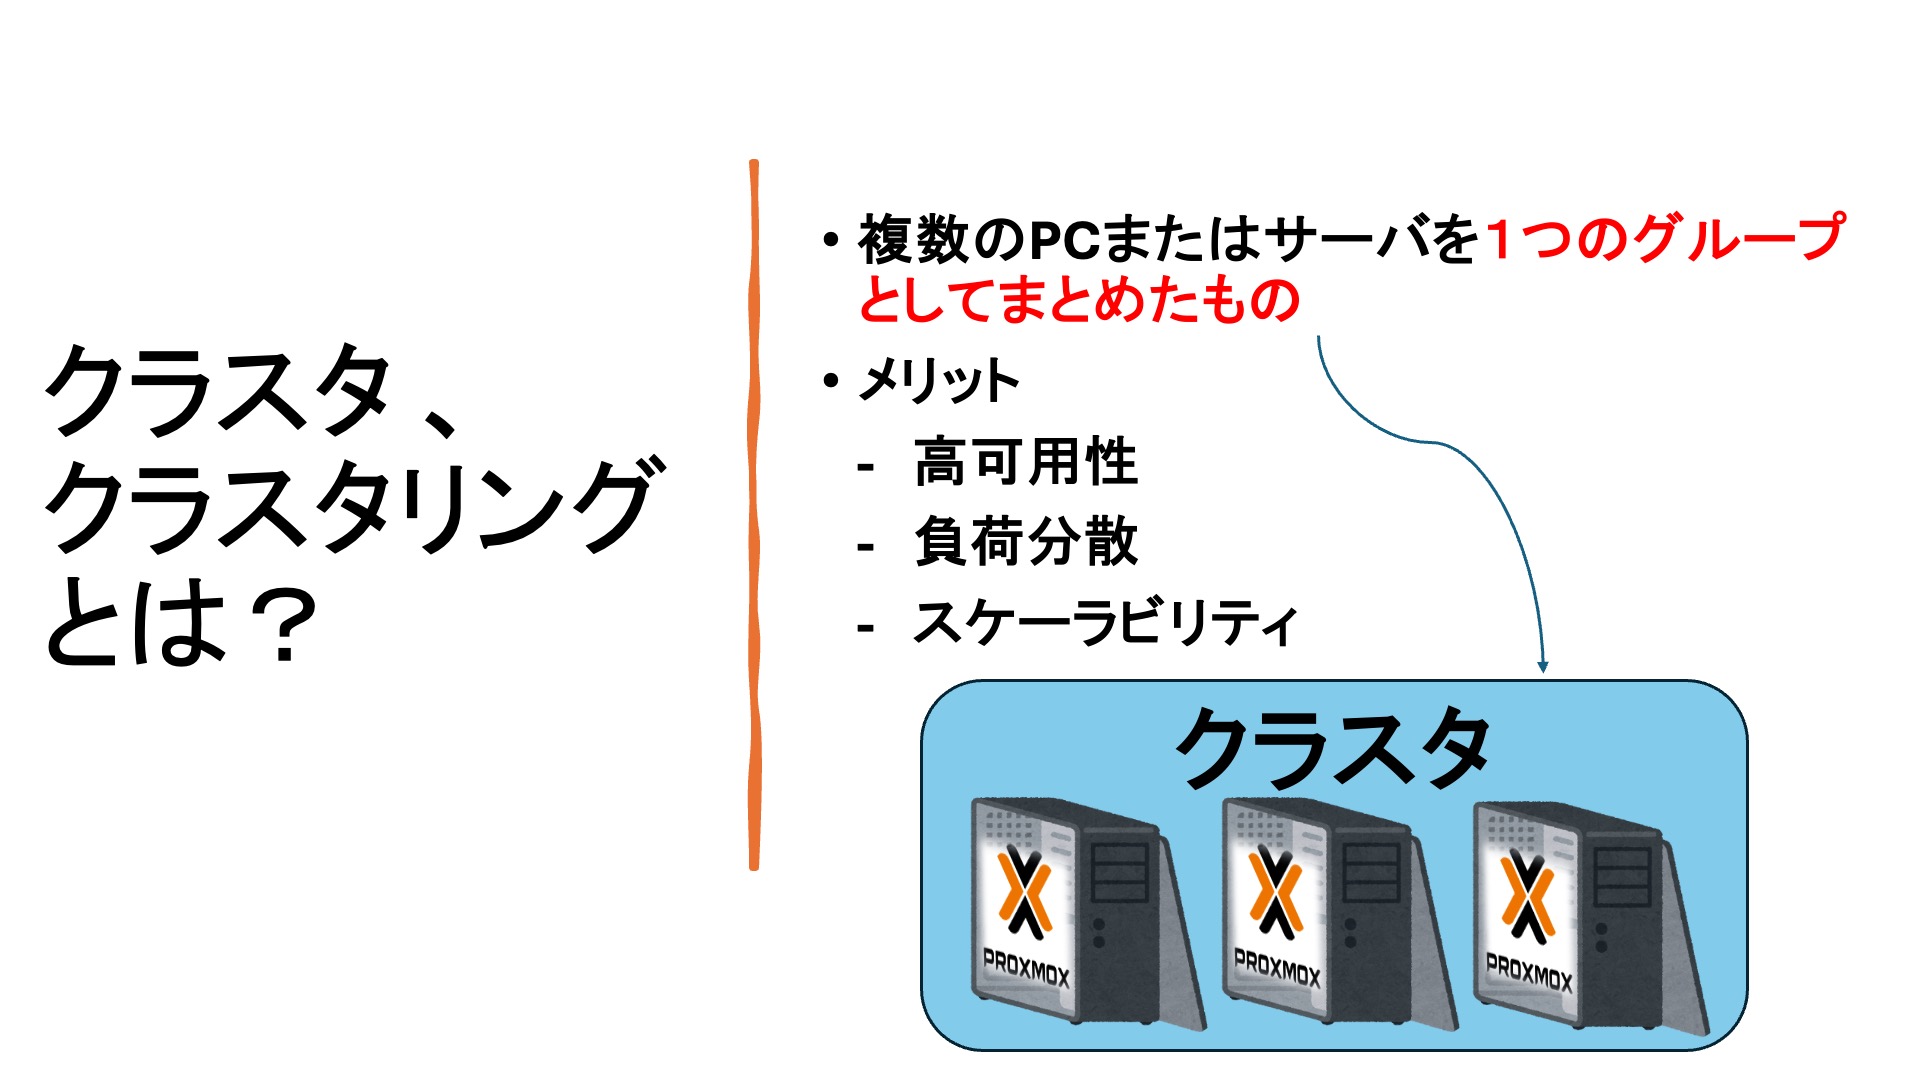 クラスタ、
クラスタリング
とは？
• 複数のPCまたはサーバを１つのグループ
としてまとめたもの
• メリット
- 高可用性
- 負荷分散
- スケーラビリティ
クラスタ
PROXMOX
PROXMOX
PROXMOX